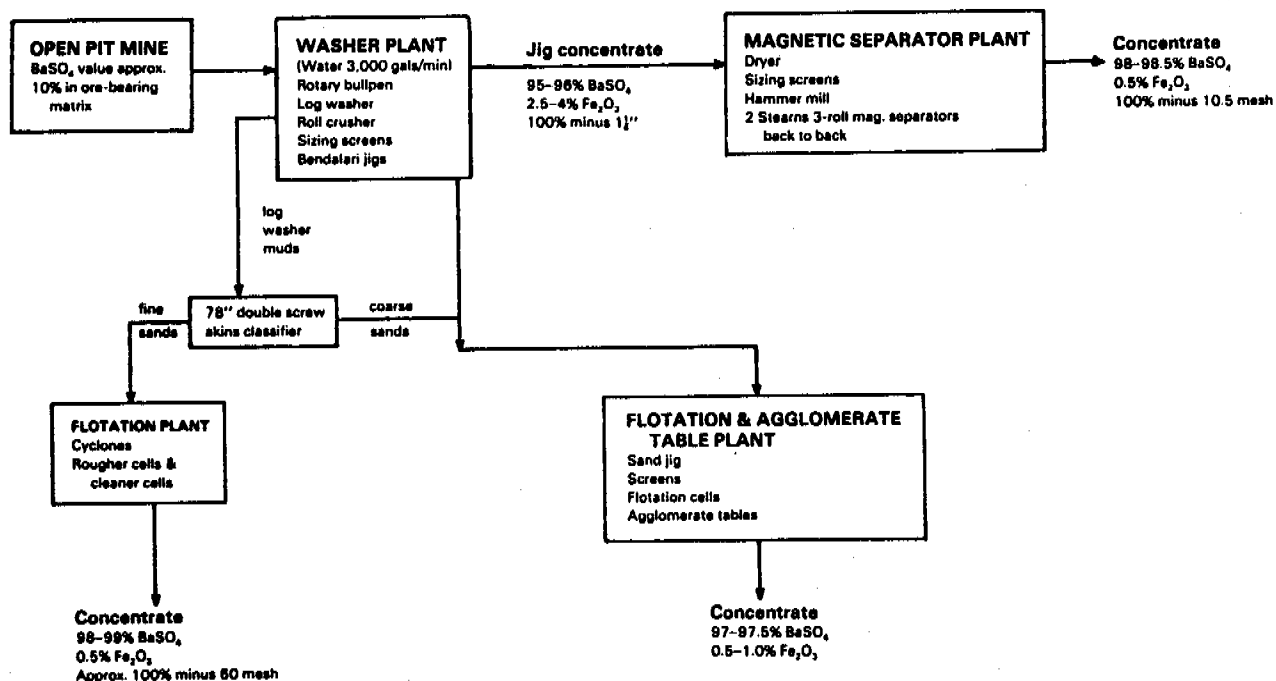 OPEN PIT MINE
BaSO₄ value approx.
10% in ore-bearing
matrix
WASHER PLANT
(Water 3,000 gals/min)
Rotary bullpen
Log washer
Roll crusher
Sizing screens
Bendalari jigs
Jig concentrate
95-96% BaSO₄
2.5-4% Fe₂O₃
100% minus 1¼"
MAGNETIC SEPARATOR PLANT
Dryer
Sizing screens
Hammer mill
2 Stearns 3-roll mag. separators
back to back
Concentrate
98-98.5% BaSO₄
0.5% Fe₂O₃
100% minus 10.5 mesh
log
washer
muds
fine
sands
78" double screw
akins classifier
coarse
sands
FLOTATION PLANT
Cyclones
Rougher cells &
cleaner cells
FLOTATION & AGGLOMERATE
TABLE PLANT
Sand jig
Screens
Flotation cells
Agglomerate tables
Concentrate
98-99% BaSO₄
0.5% Fe₂O₃
Approx. 100% minus 60 mesh
Concentrate
97-97.5% BaSO₄
0.5-1.0% Fe₂O₃